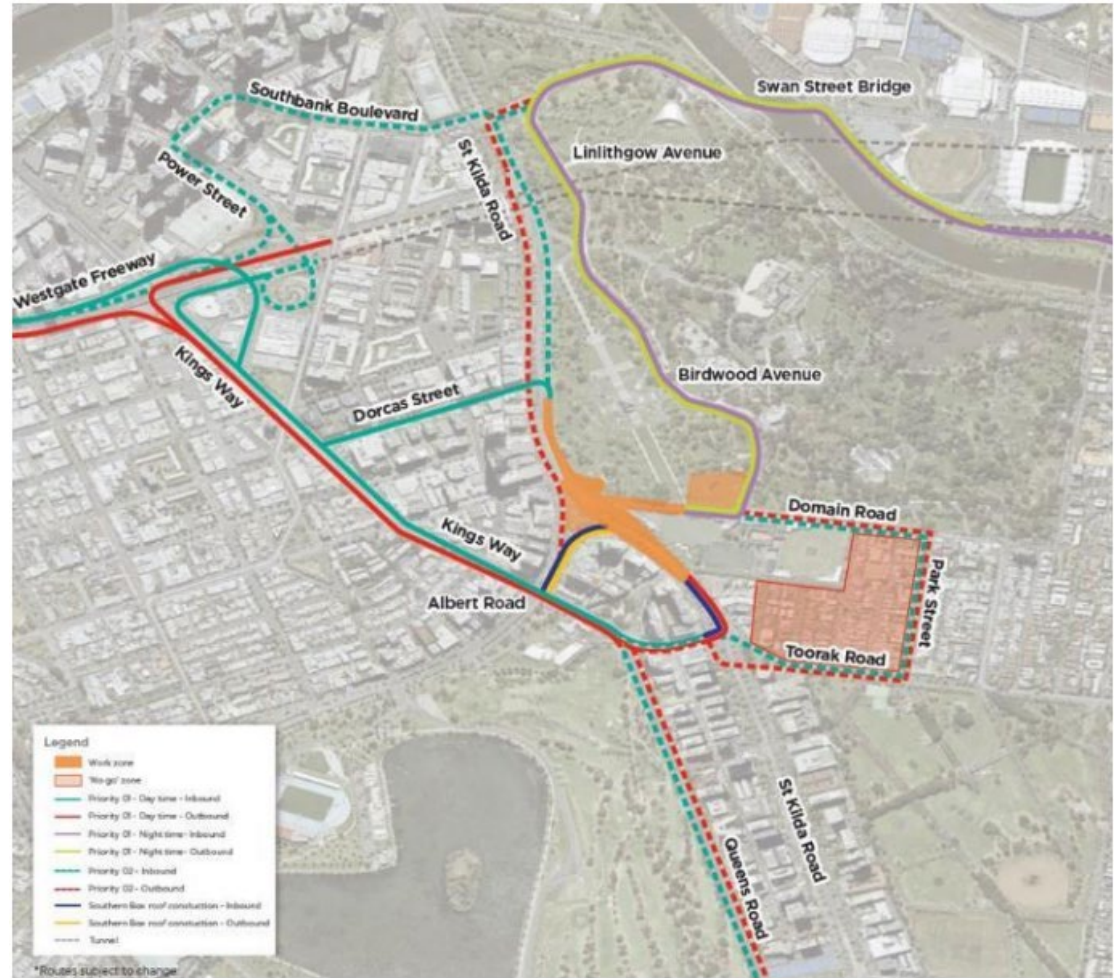 Southbank Boulevard
Swan Street Bridge
Power Street
St Kilda Road
Linlithgow Avenue
Westgate Freeway
Kings Way
Dorcas Street
Birdwood Avenue
Domain Road
Kings Way
Albert Road
Park Street
Toorak Road
St Kilda Road
Queens Road
Legend
Work zone
'No-go' zone
Priority 01 - Day time - Inbound
Priority 01 - Day time - Outbound
Priority 01 - Night time - Inbound
Priority 01 - Night time - Outbound
Priority 02 - Inbound
Priority 02 - Outbound
Southern Box roof constuction - Inbound
Southern Box roof constuction - Outbound
Tunnel
*Routes subject to change